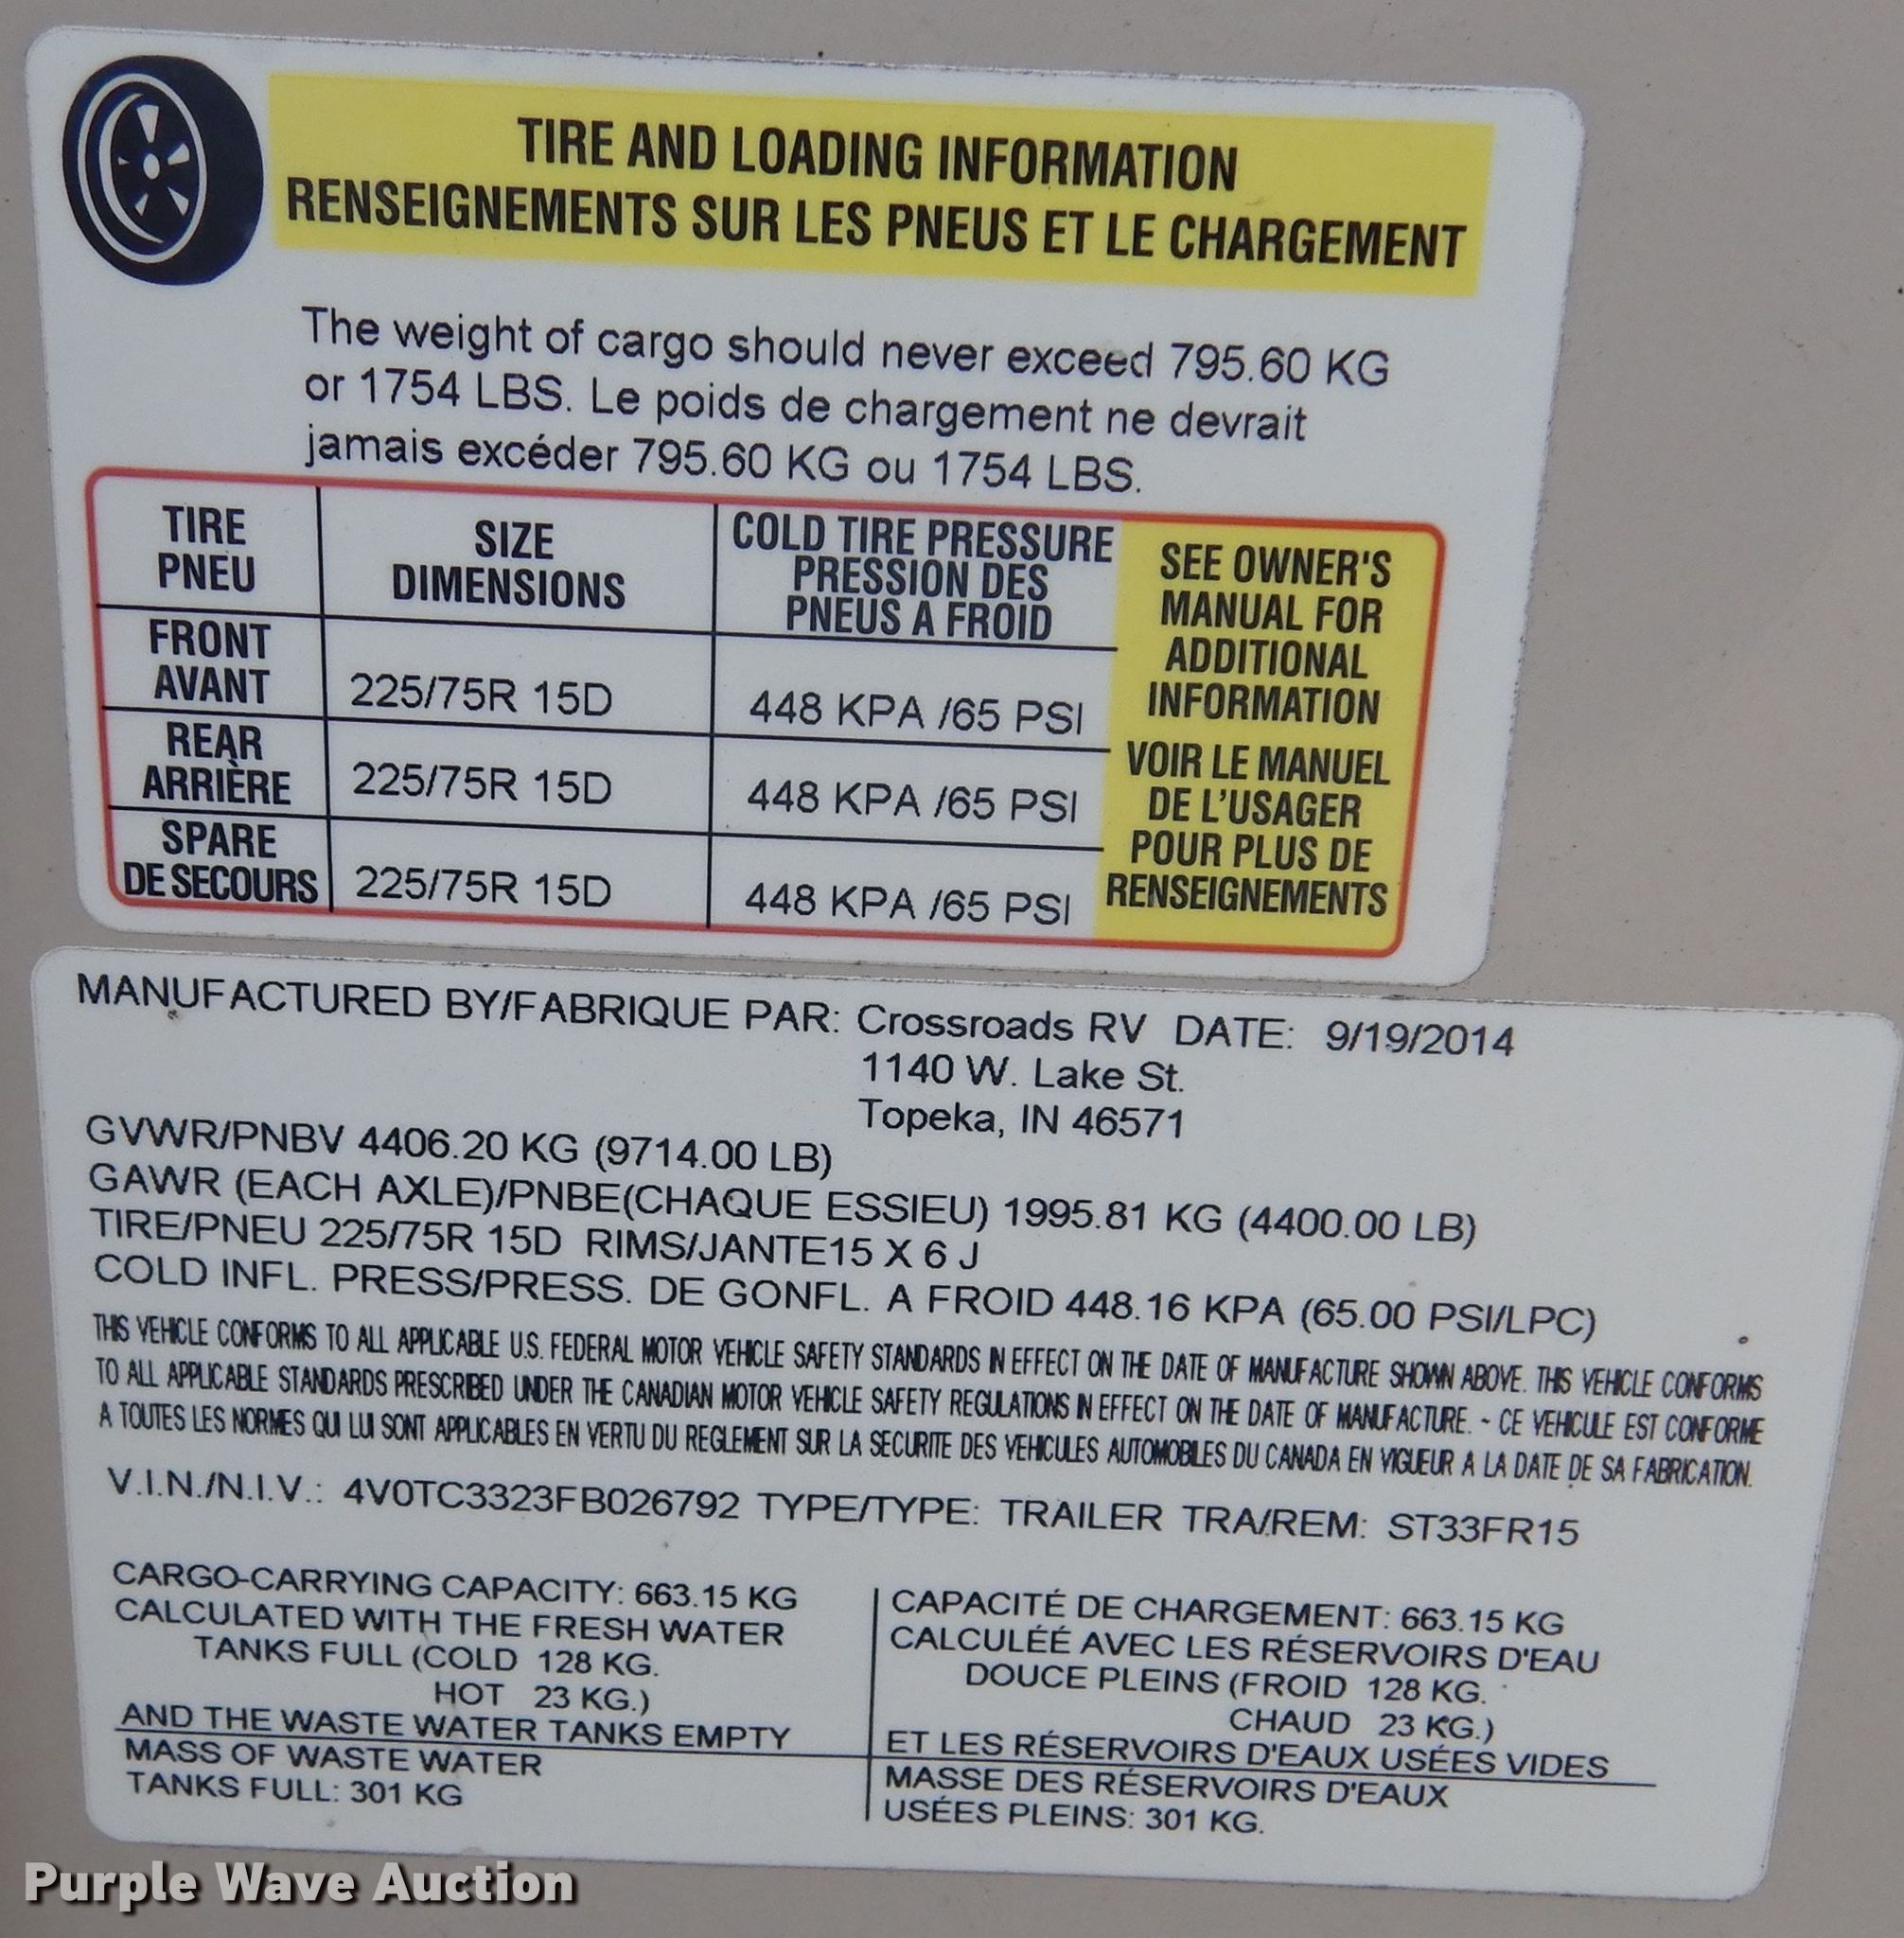 TIRE AND LOADING INFORMATION
RENSEIGNEMENTS SUR LES PNEUS ET LE CHARGEMENT
The weight of cargo should never exceed 795.60 KG
or 1754 LBS. Le poids de chargement ne devrait
jamais excéder 795.60 KG ou 1754 LBS.
TIRE
PNEU
SIZE
DIMENSIONS
COLD TIRE PRESSURE
PRESSION DES
PNEUS A FROID
FRONT
AVANT
225/75R 15D
448 KPA /65 PSI
REAR
ARRIÈRE
225/75R 15D
448 KPA /65 PSI
SPARE
DE SECOURS
225/75R 15D
448 KPA /65 PSI
SEE OWNER'S
MANUAL FOR
ADDITIONAL
INFORMATION
VOIR LE MANUEL
DE L'USAGER
POUR PLUS DE
RENSEIGNEMENTS
MANUFACTURED BY/FABRIQUE PAR: Crossroads RV DATE: 9/19/2014
1140 W. Lake St.
Topeka, IN 46571
GVWR/PNBV 4406.20 KG (9714.00 LB)
GAWR (EACH AXLE)/PNBE(CHAQUE ESSIEU) 1995.81 KG (4400.00 LB)
TIRE/PNEU 225/75R 15D RIMS/JANTE15 X 6 J
COLD INFL. PRESS/PRESS. DE GONFL. A FROID 448.16 KPA (65.00 PSI/LPC)
THIS VEHICLE CONFORMS TO ALL APPLICABLE U.S. FEDERAL MOTOR VEHICLE SAFETY STANDARDS IN EFFECT ON THE DATE OF MANUFACTURE SHOWN ABOVE. THIS VEHICLE CONFORMS
TO ALL APPLICABLE STANDARDS PRESCRIBED UNDER THE CANADIAN MOTOR VEHICLE SAFETY REGULATIONS IN EFFECT ON THE DATE OF MANUFACTURE. ~ CE VEHICULE EST CONFORME
A TOUTES LES NORMES QUI LUI SONT APPLICABLES EN VERTU DU REGLEMENT SUR LA SECURITE DES VEHICULES AUTOMOBILES DU CANADA EN VIGUEUR A LA DATE DE SA FABRICATION.
V.I.N./N.I.V.: 4V0TC3323FB026792 TYPE/TYPE: TRAILER TRA/REM: ST33FR15
CARGO-CARRYING CAPACITY: 663.15 KG
CALCULATED WITH THE FRESH WATER
TANKS FULL (COLD 128 KG.
HOT 23 KG.)
AND THE WASTE WATER TANKS EMPTY
MASS OF WASTE WATER
TANKS FULL: 301 KG
CAPACITÉ DE CHARGEMENT: 663.15 KG
CALCULÉÉ AVEC LES RÉSERVOIRS D'EAU
DOUCE PLEINS (FROID 128 KG.
CHAUD 23 KG.)
ET LES RÉSERVOIRS D'EAUX USÉES VIDES
MASSE DES RÉSERVOIRS D'EAUX
USÉES PLEINS: 301 KG.
Purple Wave Auction